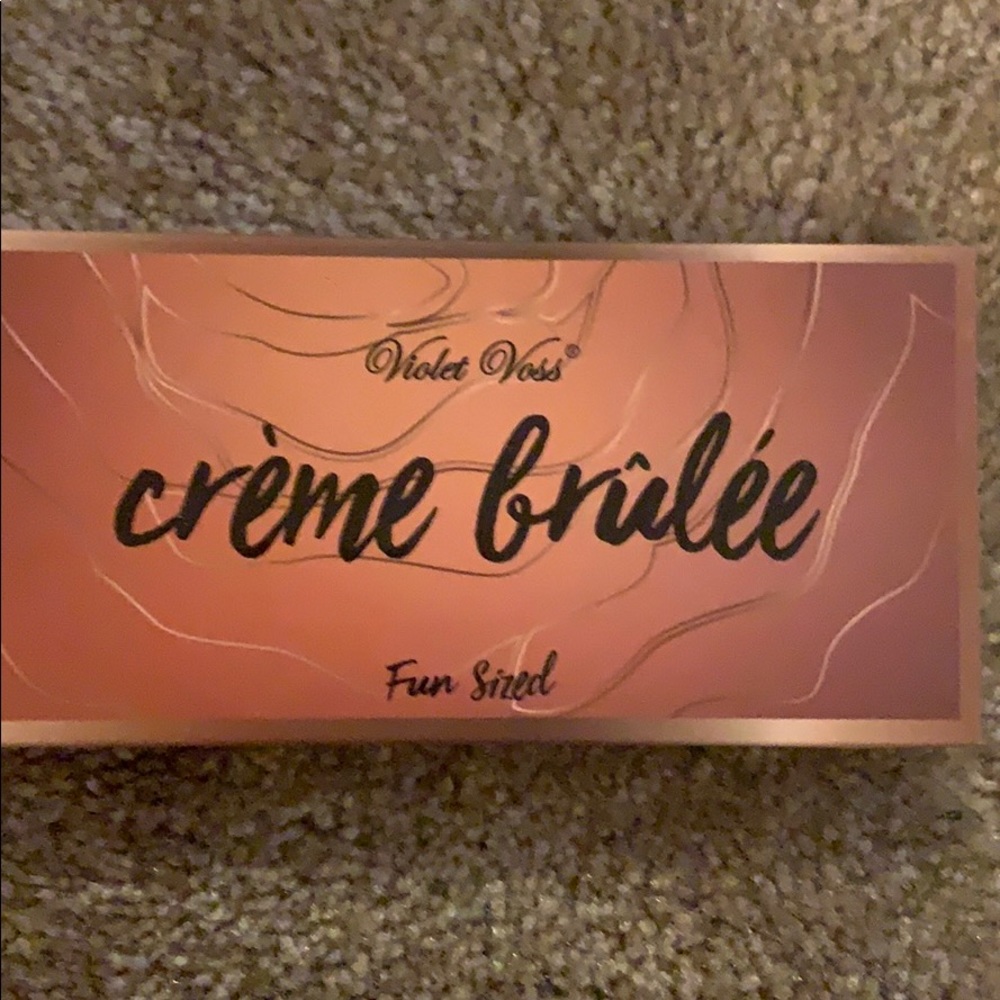 Violet Voss®
crème brûlée
Fun Sized